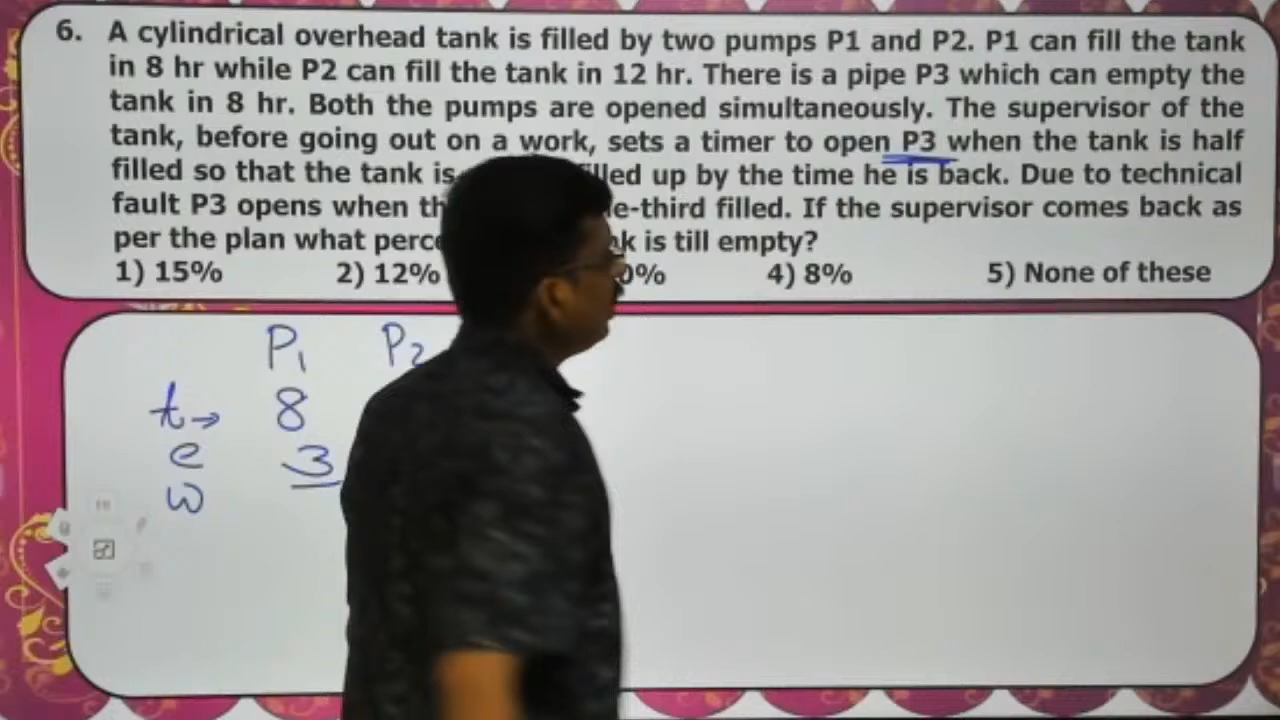 6. A cylindrical overhead tank is filled by two pumps P1 and P2. P1 can fill the tank
in 8 hr while P2 can fill the tank in 12 hr. There is a pipe P3 which can empty the
tank in 8 hr. Both the pumps are opened simultaneously. The supervisor of the
tank, before going out on a work, sets a timer to open P3 when the tank is half
filled so that the tank is up by the time he is back. Due to technical
fault P3 opens when filled. If the supervisor comes back as
per the plan what is till empty?
1) 15% 2) 12% 4) 8% 5) None of these
P1 P2
t→ 8
e 3
w